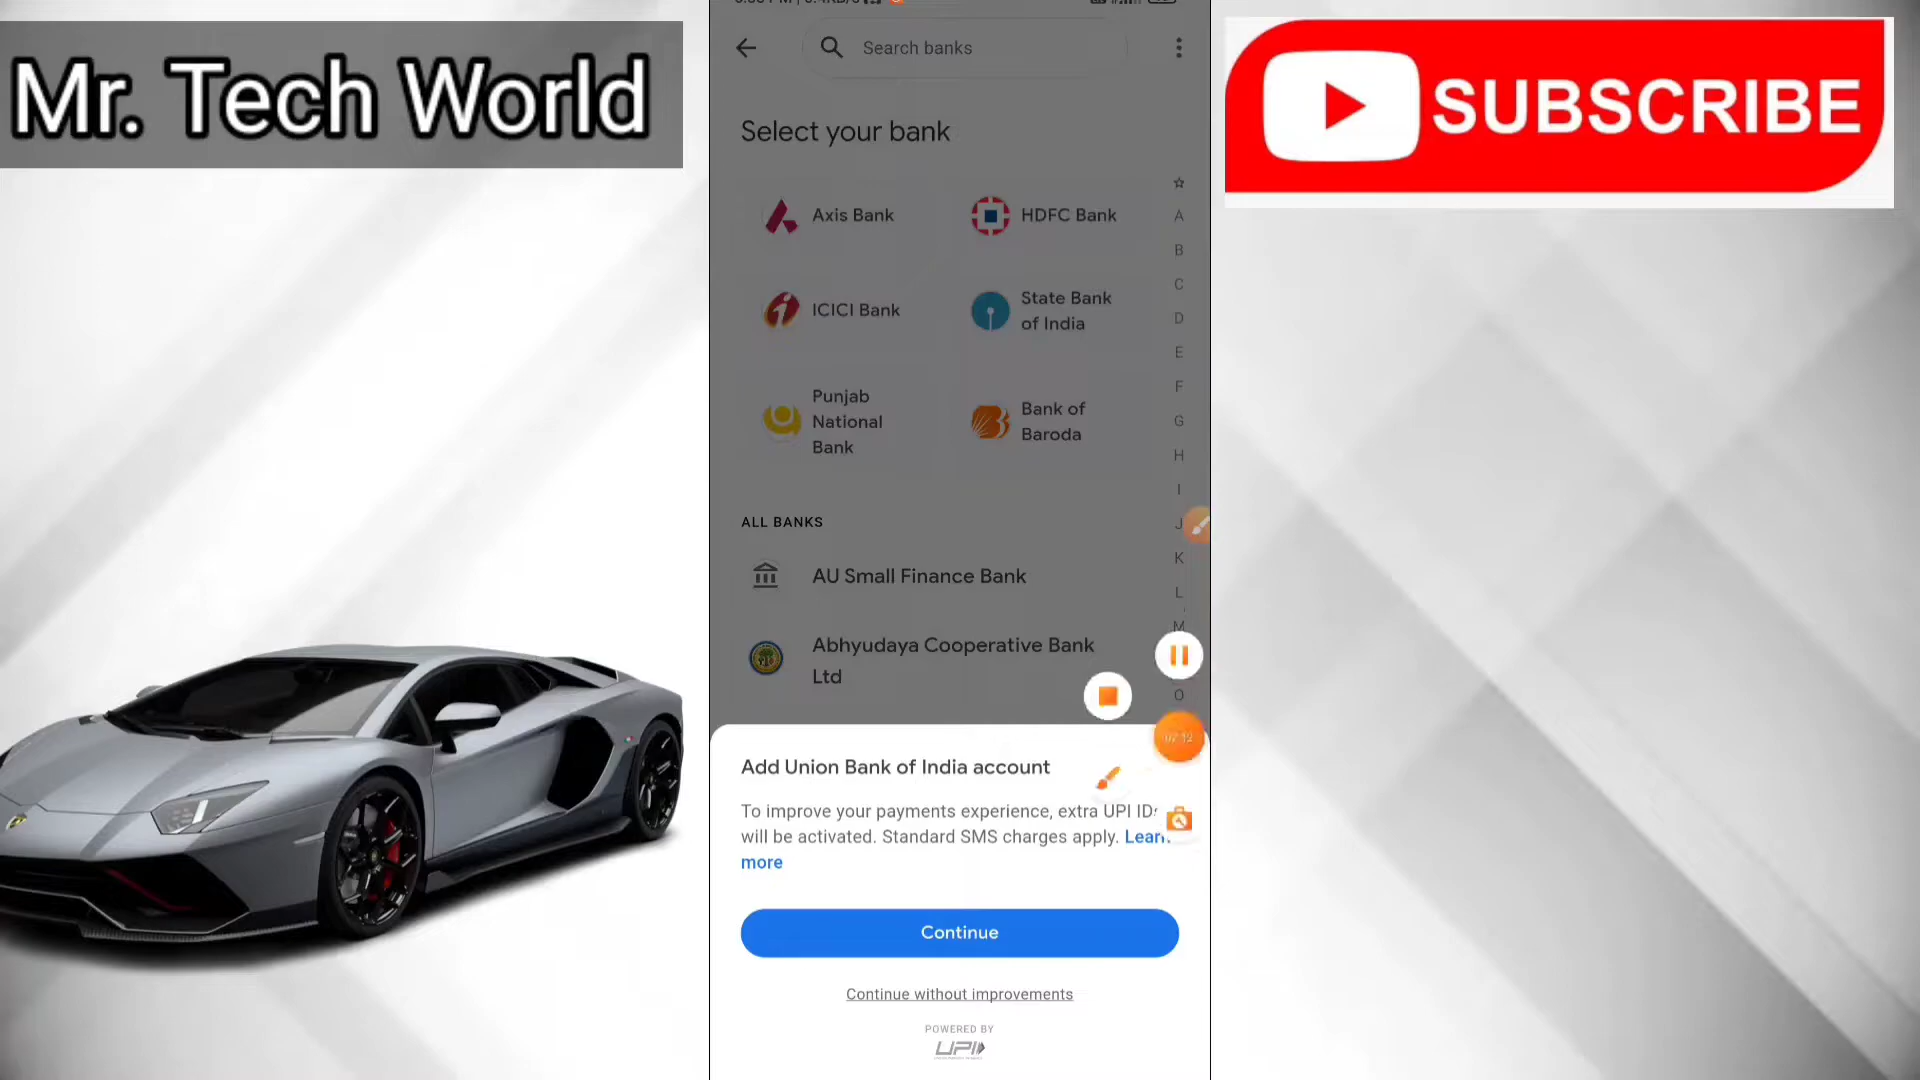 Mr. Tech World
Search banks
SUBSCRIBE
Select your bank
Axis Bank
HDFC Bank
ICICI Bank
State Bank
of India
Punjab
National
Bank
Bank of
Baroda
ALL BANKS
AU Small Finance Bank
Abhyudaya Cooperative Bank
Ltd
A
B
C
D
E
F
G
H
I
J
K
L
M
O
02:12
Add Union Bank of India account
To improve your payments experience, extra UPI IDs
will be activated. Standard SMS charges apply. Learn
more
Continue
Continue without improvements
POWERED BY
UPI